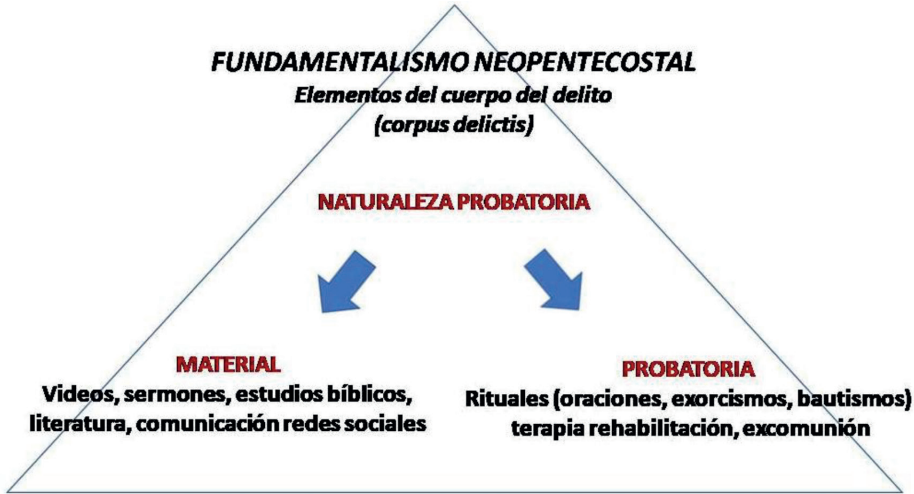 FUNDAMENTALISMO NEOPENTECOSTAL
Elementos del cuerpo del delito
(corpus delictis)
NATURALEZA PROBATORIA
MATERIAL
Videos, sermones, estudios bíblicos,
literatura, comunicación redes sociales
PROBATORIA
Rituales (oraciones, exorcismos, bautismos)
terapia rehabilitación, excomunión